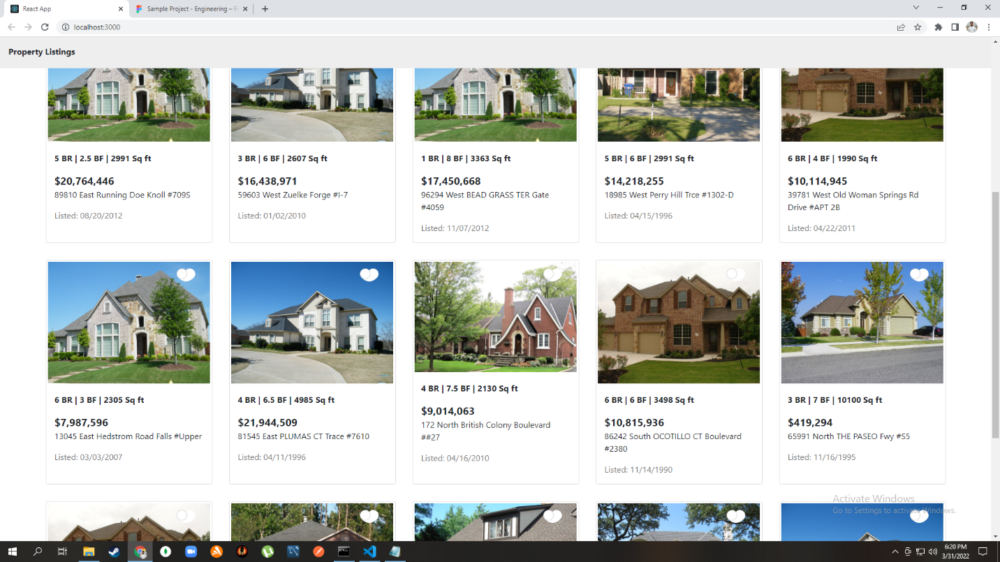 React App
Sample Project - Engineering – Fi
localhost:3000
Property Listings
5 BR | 2.5 BF | 2991 Sq ft
$20,764,446
89810 East Running Doe Knoll #709S
Listed: 08/20/2012
3 BR | 6 BF | 2607 Sq ft
$16,438,971
59603 West Zuelke Forge #I-7
Listed: 01/02/2010
1 BR | 8 BF | 3363 Sq ft
$17,450,668
96294 West BEAD GRASS TER Gate
#4059
Listed: 11/07/2012
5 BR | 6 BF | 2991 Sq ft
$14,218,255
18985 West Perry Hill Trce #1302-D
Listed: 04/15/1996
6 BR | 4 BF | 1990 Sq ft
$10,114,945
39781 West Old Woman Springs Rd
Drive #APT 2B
Listed: 04/22/2011
6 BR | 3 BF | 2305 Sq ft
$7,987,596
13045 East Hedstrom Road Falls #Upper
Listed: 03/03/2007
4 BR | 6.5 BF | 4985 Sq ft
$21,944,509
81545 East PLUMAS CT Trace #7610
Listed: 04/11/1996
4 BR | 7.5 BF | 2130 Sq ft
$9,014,063
172 North British Colony Boulevard
##27
Listed: 04/16/2010
6 BR | 6 BF | 3498 Sq ft
$10,815,936
86242 South OCOTILLO CT Boulevard
#2380
Listed: 11/14/1990
3 BR | 7 BF | 10100 Sq ft
$419,294
65991 North THE PASEO Fwy #S5
Listed: 11/16/1995
Activate Windows
Go to Settings to activate Windows.
6:20 PM
3/31/2022